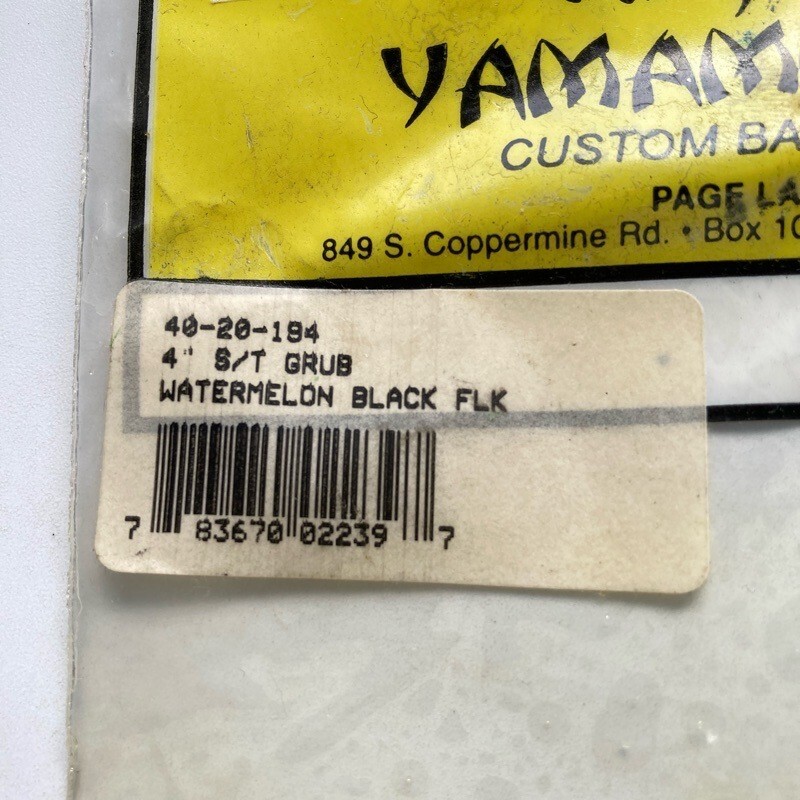 YAMAM
CUSTOM BA
PAGE LA
849 S. Coppermine Rd. • Box 10
40-20-194
4" S/T GRUB
WATERMELON BLACK FLK
7 83670 02239 7